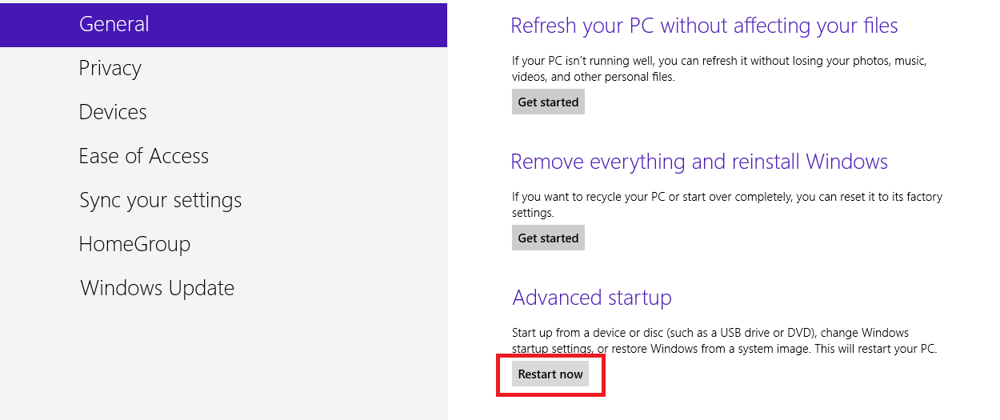 General
Privacy
Devices
Ease of Access
Sync your settings
HomeGroup
Windows Update
Refresh your PC without affecting your files
If your PC isn't running well, you can refresh it without losing your photos, music,
videos, and other personal files.
Get started
Remove everything and reinstall Windows
If you want to recycle your PC or start over completely, you can reset it to its factory
settings.
Get started
Advanced startup
Start up from a device or disc (such as a USB drive or DVD), change Windows
startup settings, or restore Windows from a system image. This will restart your PC.
Restart now